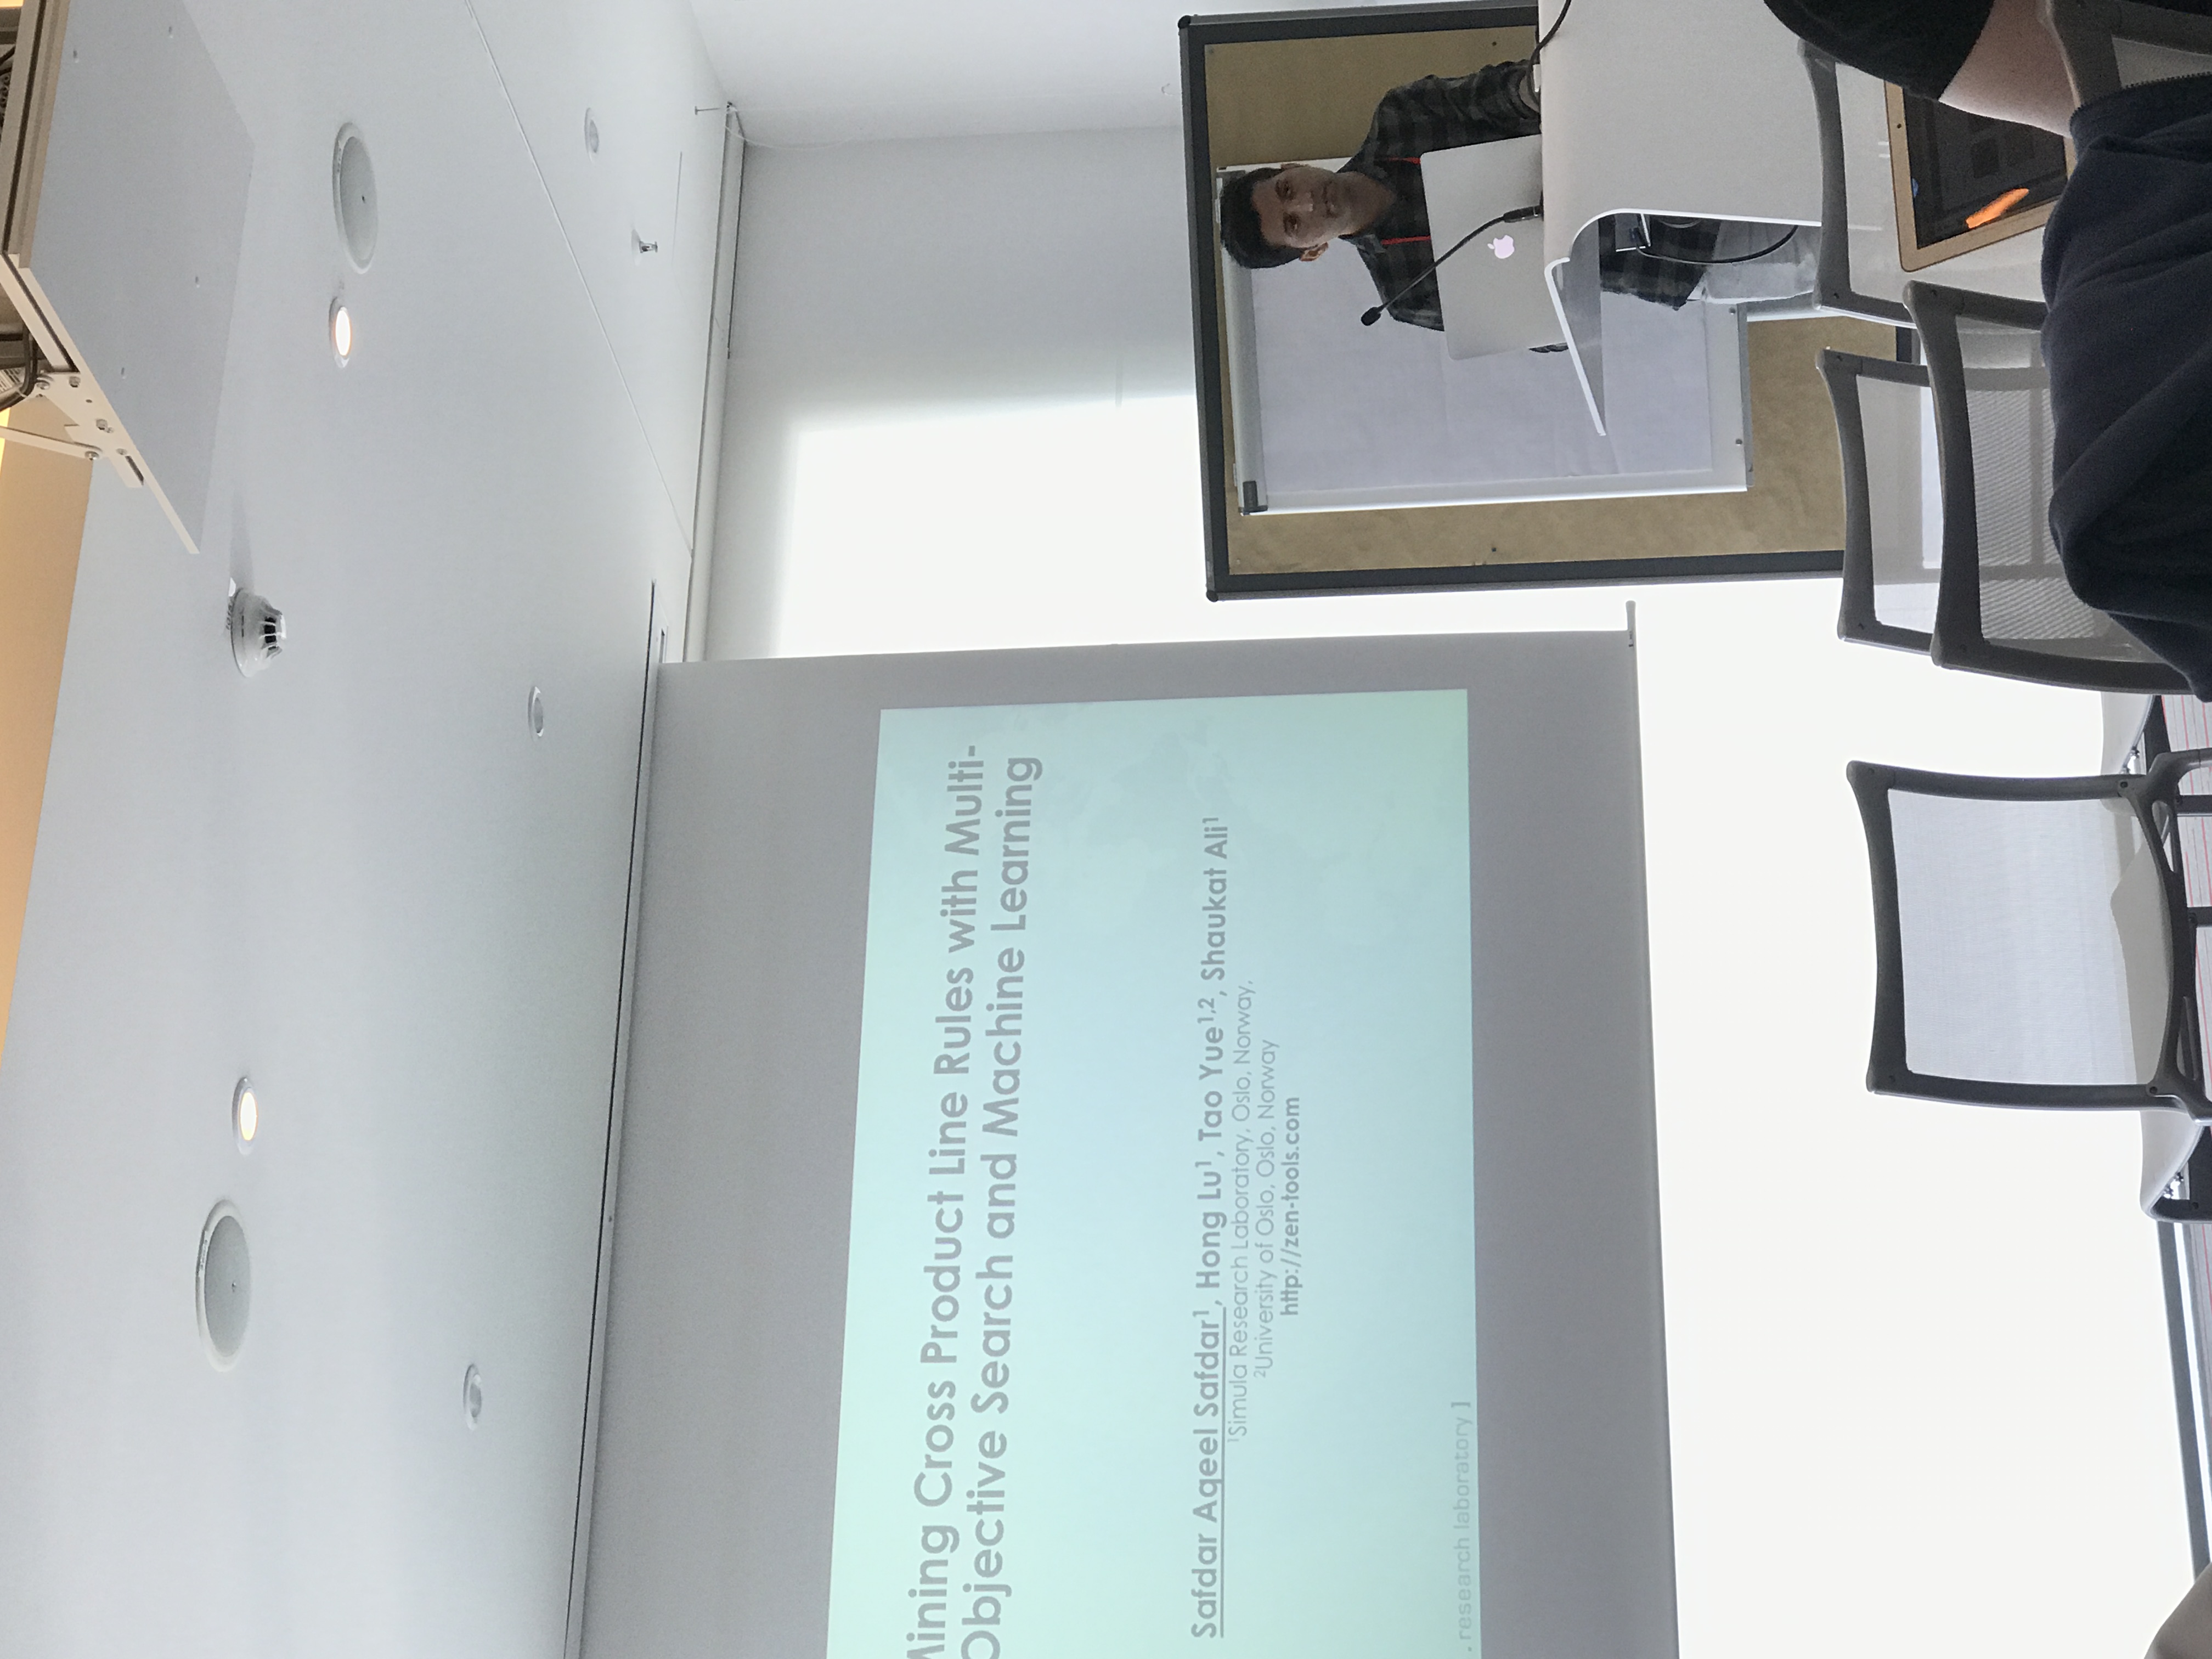 Mining Cross Product Line Rules with Multi-
Objective Search and Machine Learning
Safdar Aqeel Safdar¹, Hong Lu¹, Tao Yue¹,², Shaukat Ali¹
¹Simula Research Laboratory, Oslo, Norway,
²University of Oslo, Oslo, Norway
http://zen-tools.com
. research laboratory ]